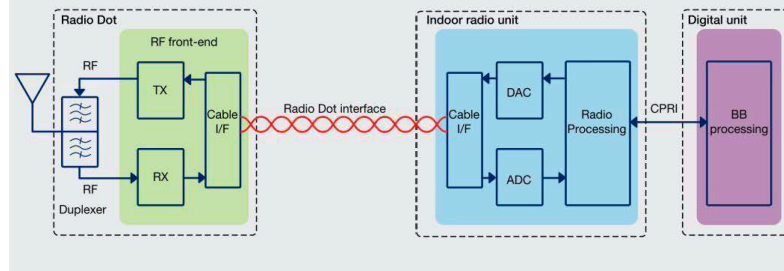 Radio Dot
Indoor radio unit
Digital unit
RF front-end
RF
TX
Cable
I/F
Radio Dot interface
Cable
I/F
DAC
Radio
Processing
CPRI
BB
processing
RF
RX
ADC
Duplexer